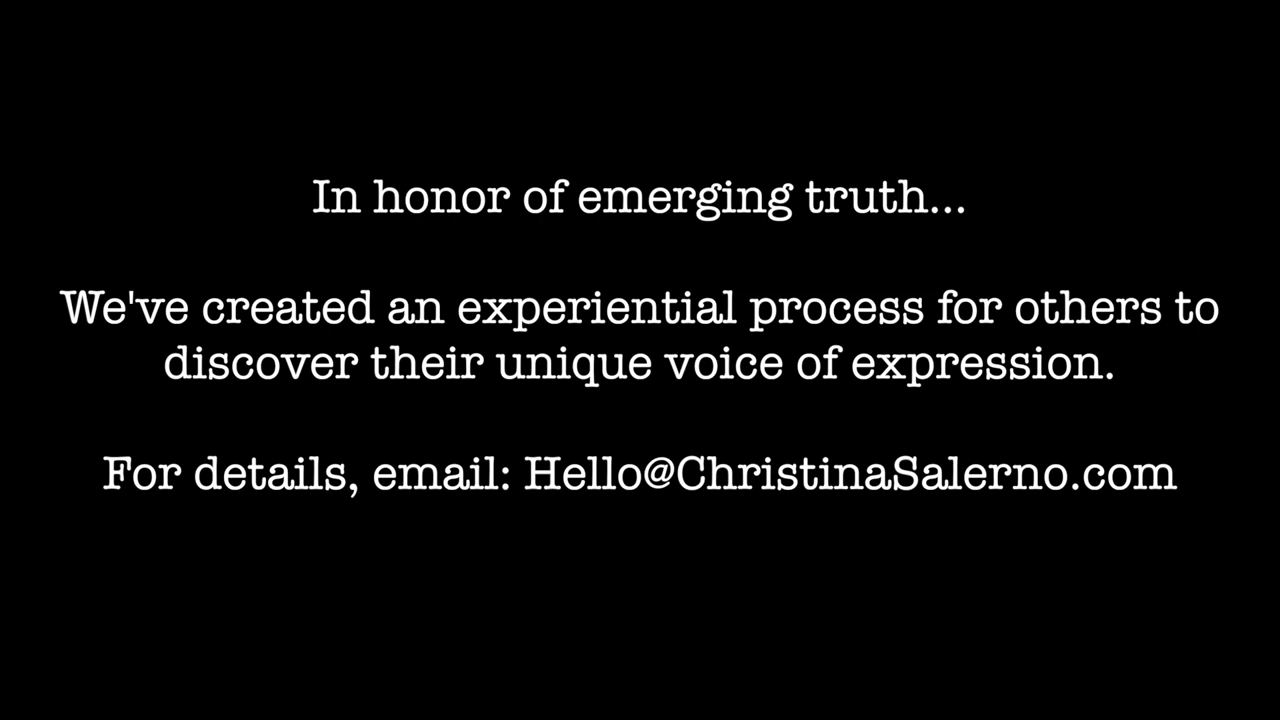 In honor of emerging truth...
We've created an experiential process for others to
discover their unique voice of expression.
For details, email: Hello@ChristinaSalerno.com